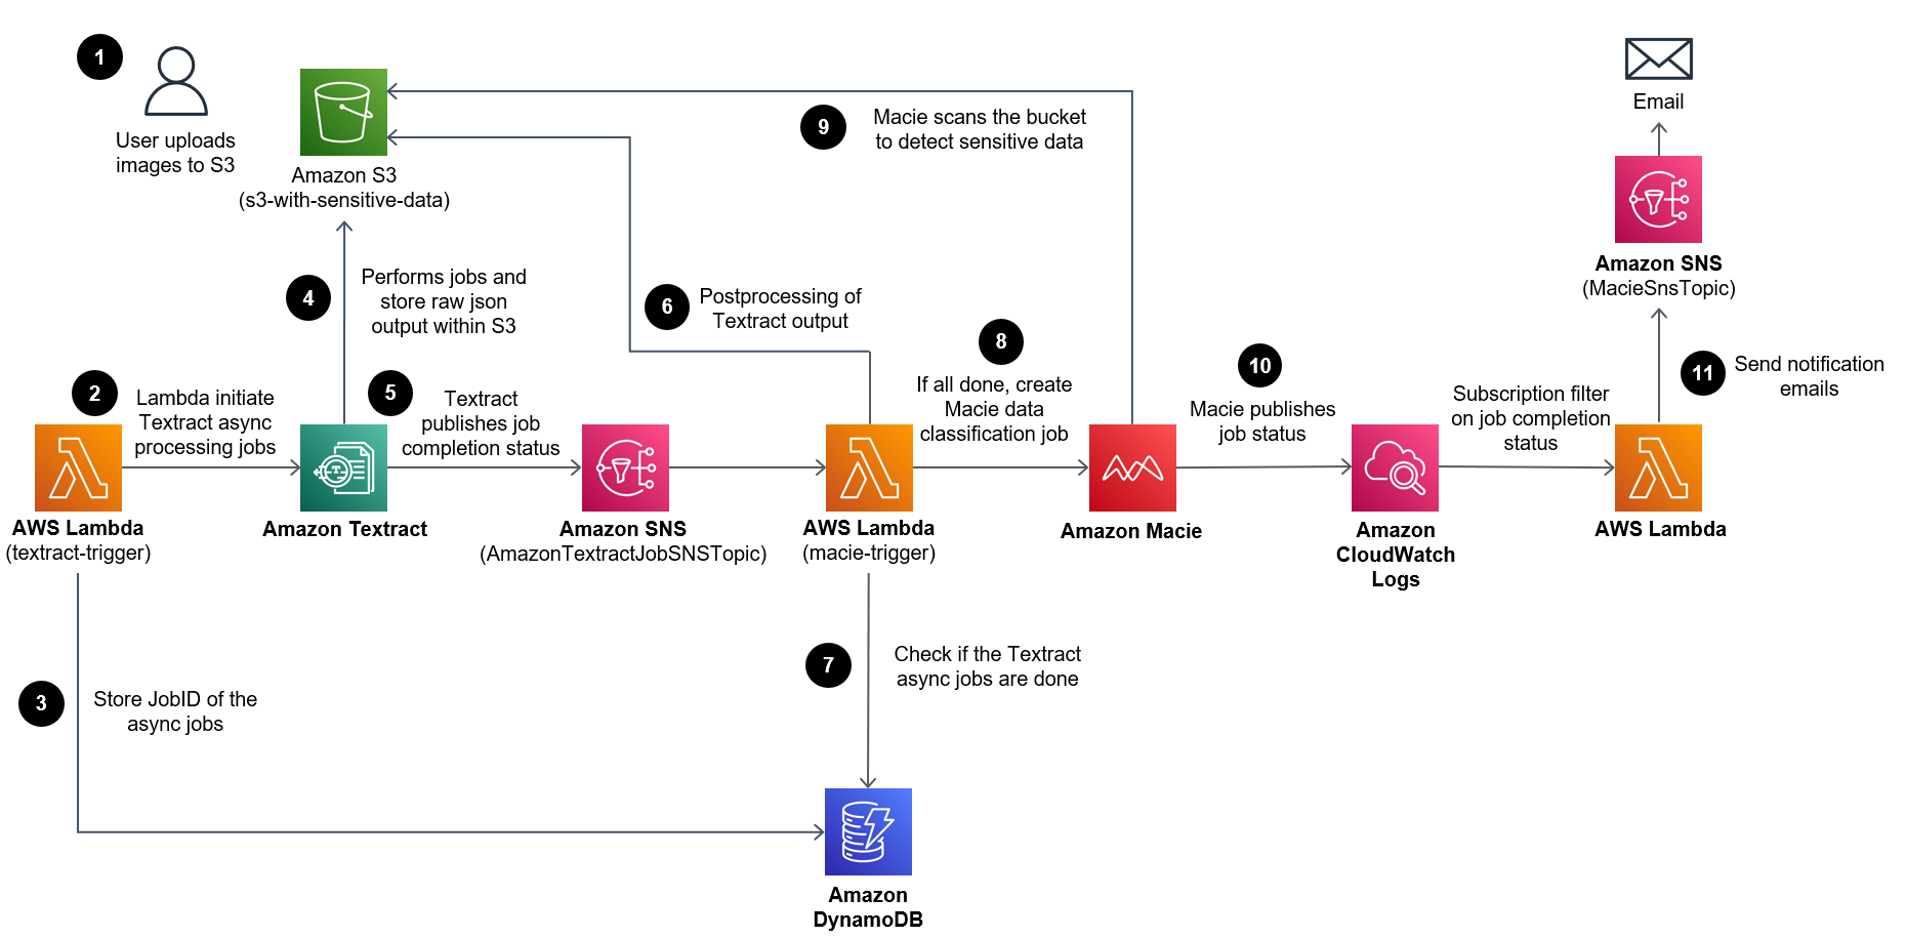 1
User uploads
images to S3
Amazon S3
(s3-with-sensitive-data)
9
Macie scans the bucket
to detect sensitive data
Email
Amazon SNS
(MacieSnsTopic)
4
Performs jobs and
store raw json
output within S3
6
Postprocessing of
Textract output
2
Lambda initiate
Textract async
processing jobs
5
Textract
publishes job
completion status
8
If all done, create
Macie data
classification job
10
Macie publishes
job status
Subscription filter
on job completion
status
11
Send notification
emails
AWS Lambda
(textract-trigger)
Amazon Textract
Amazon SNS
(AmazonTextractJobSNSTopic)
AWS Lambda
(macie-trigger)
Amazon Macie
Amazon
CloudWatch
Logs
AWS Lambda
3
Store JobID of the
async jobs
7
Check if the Textract
async jobs are done
Amazon
DynamoDB